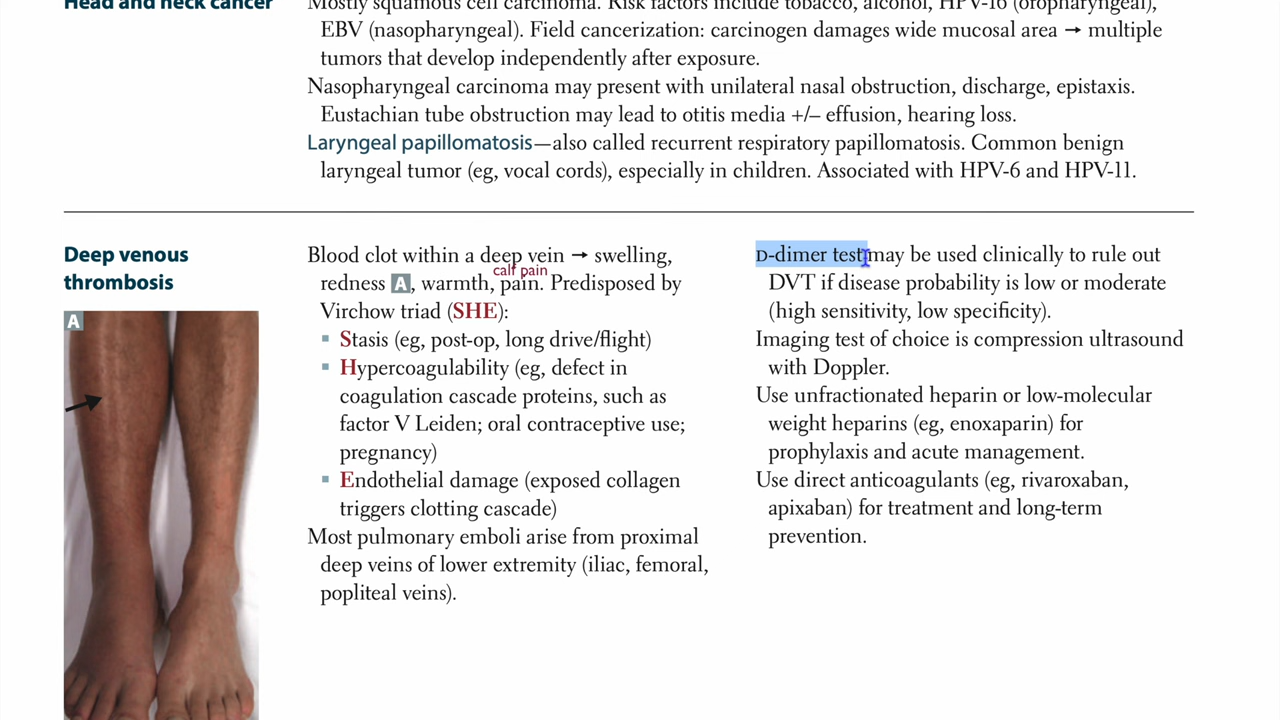 Head and neck cancer
Mostly squamous cell carcinoma. Risk factors include tobacco, alcohol, HPV-16 (oropharyngeal),
EBV (nasopharyngeal). Field cancerization: carcinogen damages wide mucosal area → multiple
tumors that develop independently after exposure.
Nasopharyngeal carcinoma may present with unilateral nasal obstruction, discharge, epistaxis.
Eustachian tube obstruction may lead to otitis media +/– effusion, hearing loss.
Laryngeal papillomatosis—also called recurrent respiratory papillomatosis. Common benign
laryngeal tumor (eg, vocal cords), especially in children. Associated with HPV-6 and HPV-11.
Deep venous
thrombosis
A
Blood clot within a deep vein → swelling,
calf pain
redness A, warmth, pain. Predisposed by
Virchow triad (SHE):
▪ Stasis (eg, post-op, long drive/flight)
▪ Hypercoagulability (eg, defect in
coagulation cascade proteins, such as
factor V Leiden; oral contraceptive use;
pregnancy)
▪ Endothelial damage (exposed collagen
triggers clotting cascade)
Most pulmonary emboli arise from proximal
deep veins of lower extremity (iliac, femoral,
popliteal veins).
D-dimer test may be used clinically to rule out
DVT if disease probability is low or moderate
(high sensitivity, low specificity).
Imaging test of choice is compression ultrasound
with Doppler.
Use unfractionated heparin or low-molecular
weight heparins (eg, enoxaparin) for
prophylaxis and acute management.
Use direct anticoagulants (eg, rivaroxaban,
apixaban) for treatment and long-term
prevention.